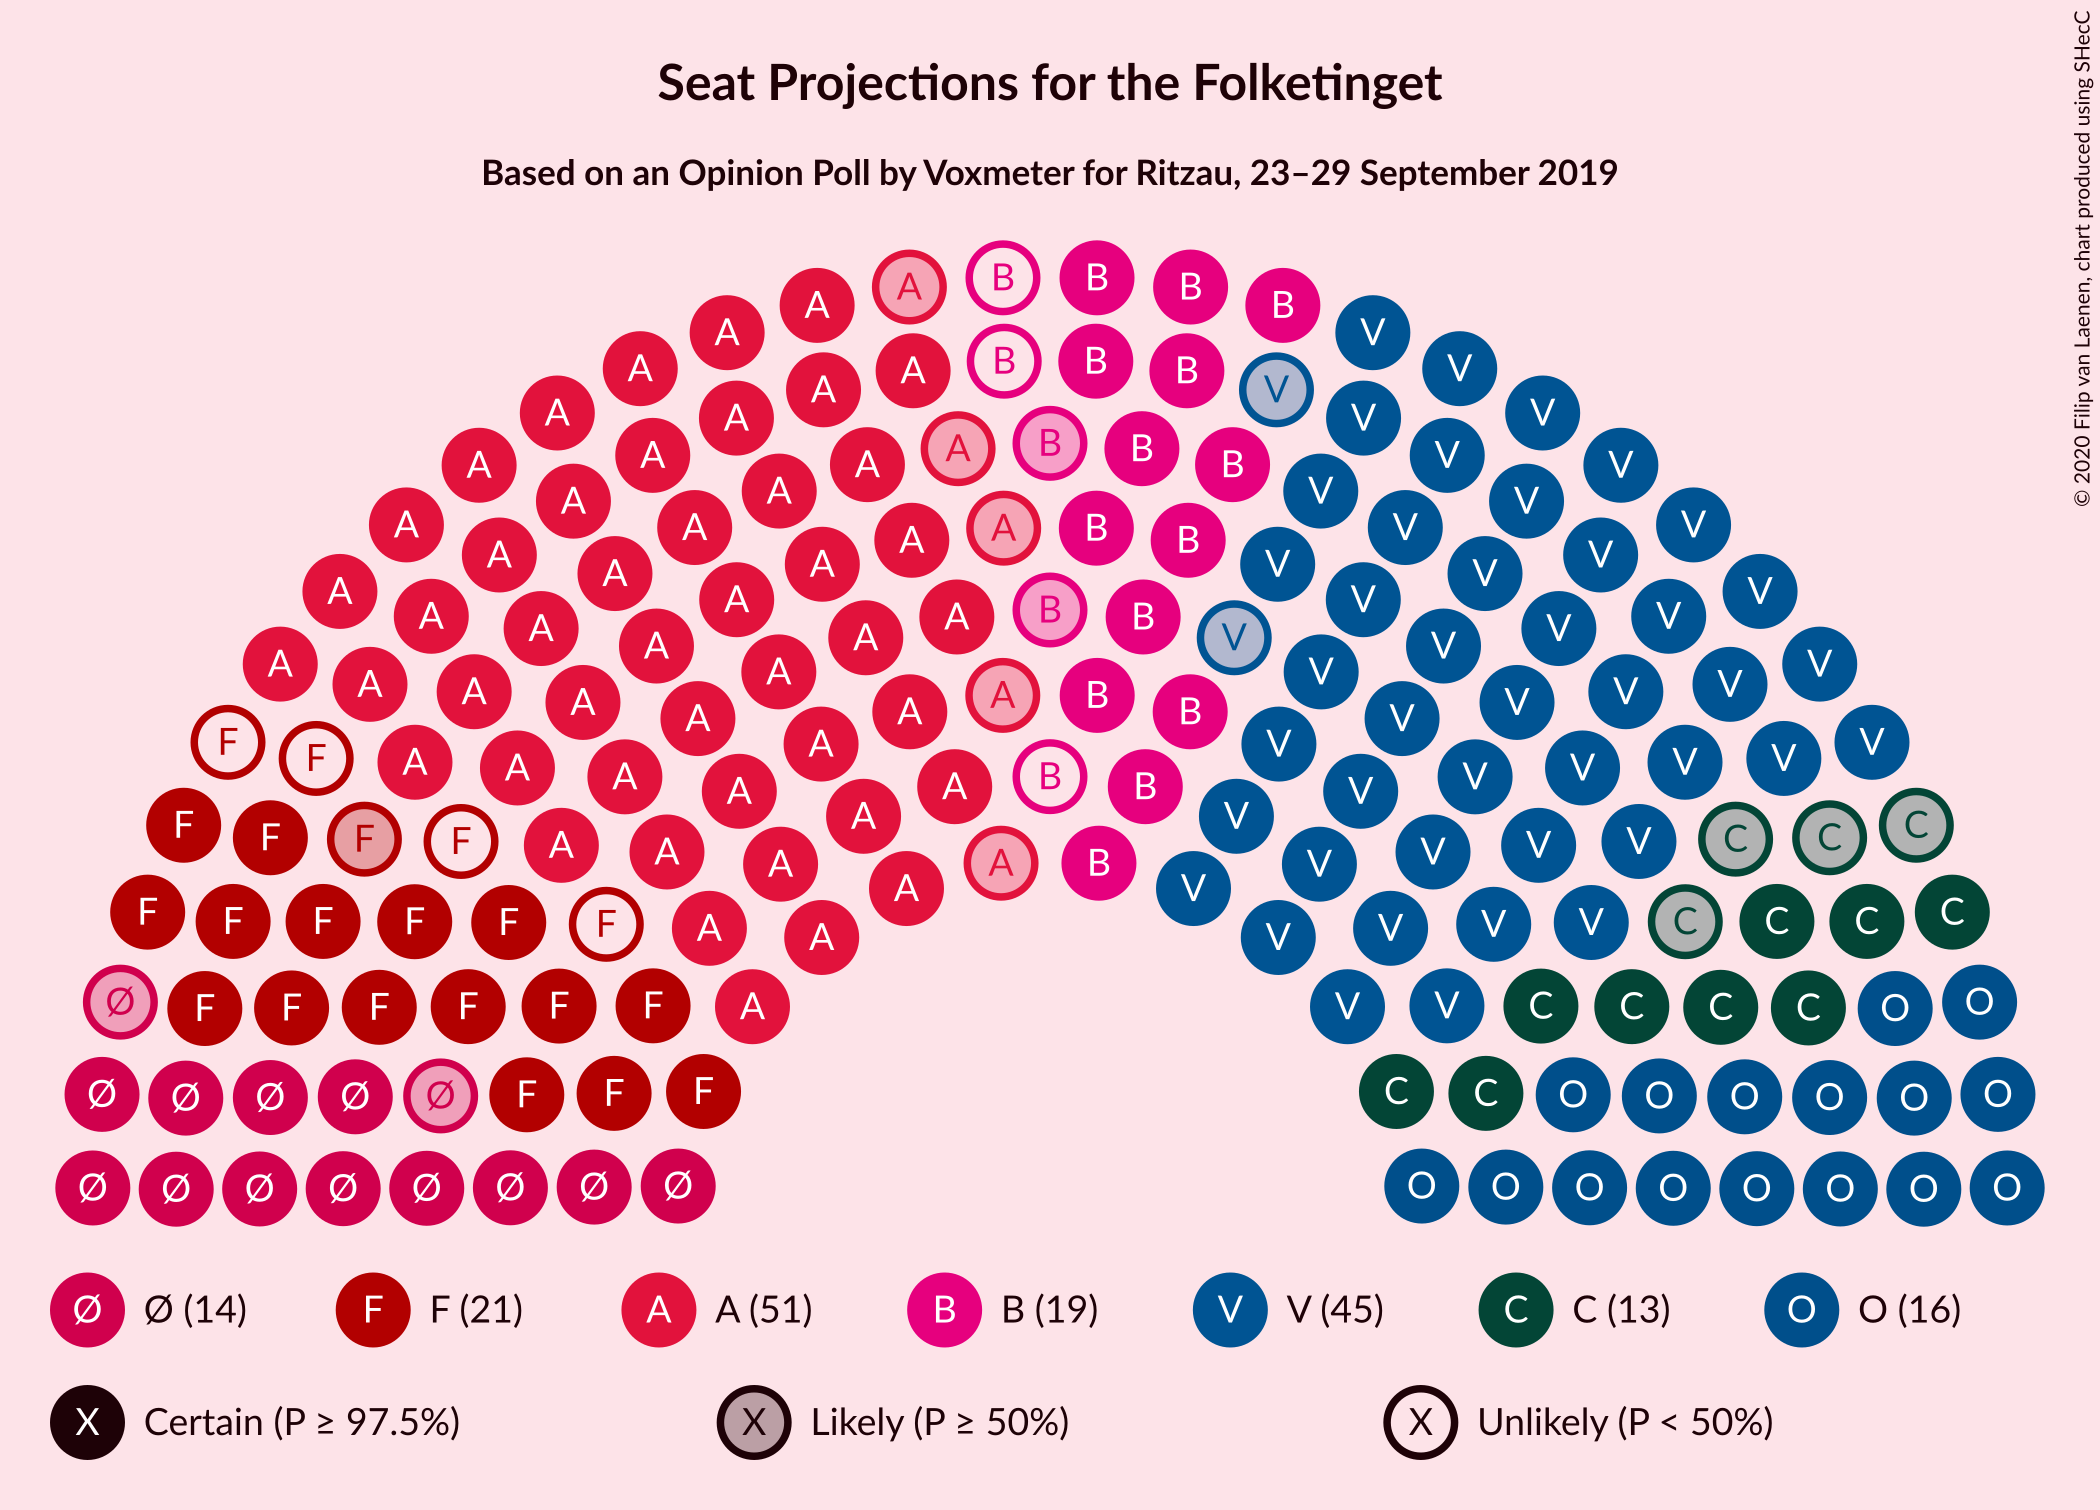 Seat Projections for the Folketinget
Based on an Opinion Poll by Voxmeter for Ritzau, 23–29 September 2019
© 2020 Filip van Laenen, chart produced using SHecC
A B B B B V
A A V
A A B B B V V
A A V
A A A B B V V
A A V
A A A B B V V
A A V
A A A B B V V
A A V
A A A B V V V
A A V
A A A B B V V
A A V
F F A A A A A B B V V V V V V
F F F F A A A A A B V V V V V C C C
F F F F F F A A A V V V V V C C C C
Ø F F F F F F A V V C C C C O O
Ø Ø Ø Ø Ø F F F C C O O O O O O
Ø Ø Ø Ø Ø Ø Ø Ø O O O O O O O O
Ø Ø (14) F F (21) A A (51) B B (19) V V (45) C C (13) O O (16)
X Certain (P ≥ 97.5%) X Likely (P ≥ 50%) X Unlikely (P < 50%)